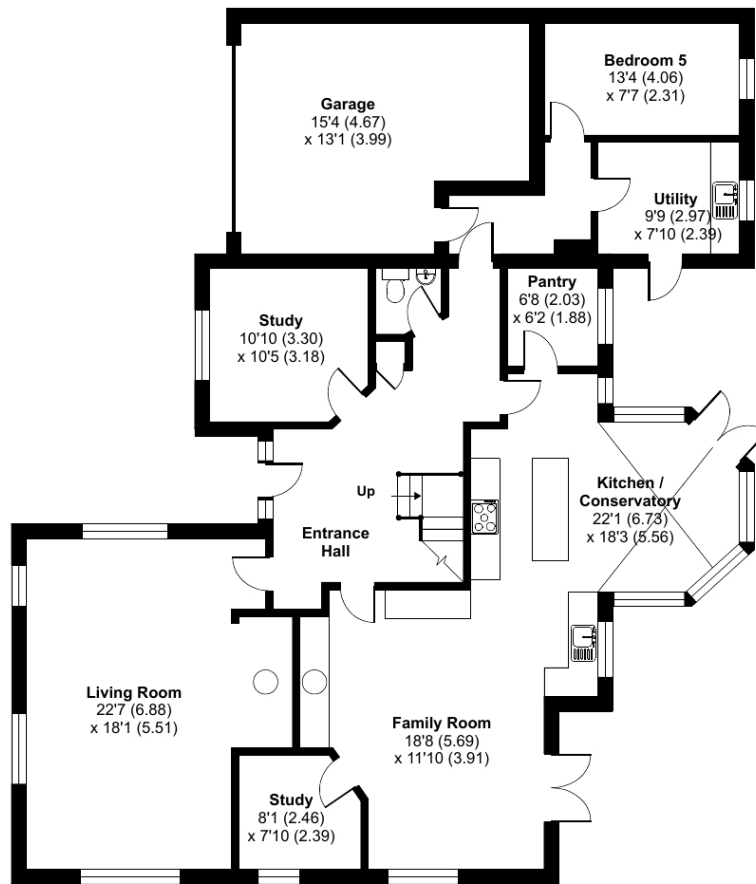 Bedroom 5
13'4 (4.06)
x 7'7 (2.31)
Garage
15'4 (4.67)
x 13'1 (3.99)
Utility
9'9 (2.97)
x 7'10 (2.39)
Pantry
6'8 (2.03)
x 6'2 (1.88)
Study
10'10 (3.30)
x 10'5 (3.18)
Up
Kitchen /
Conservatory
22'1 (6.73)
x 18'3 (5.56)
Entrance
Hall
Living Room
22'7 (6.88)
x 18'1 (5.51)
Family Room
18'8 (5.69)
x 11'10 (3.91)
Study
8'1 (2.46)
x 7'10 (2.39)